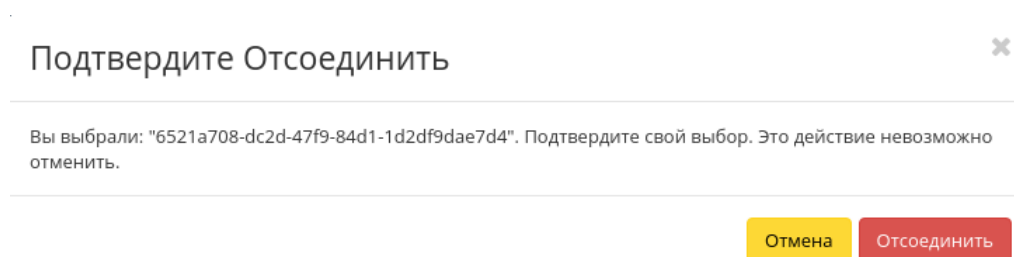 Подтвердите Отсоединить
Вы выбрали: "6521a708-dc2d-47f9-84d1-1d2df9dae7d4". Подтвердите свой выбор. Это действие невозможно
отменить.
Отмена Отсоединить